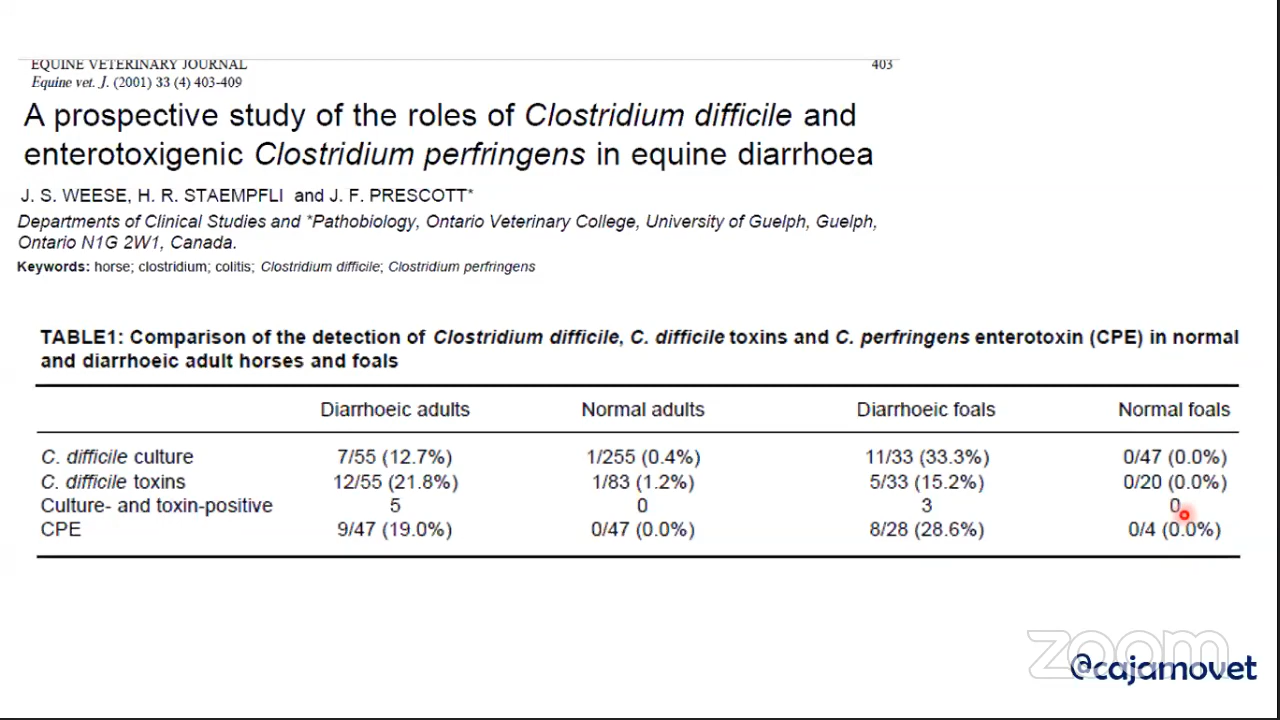 EQUINE VETERINARY JOURNAL 403
Equine vet. J. (2001) 33 (4) 403-409
A prospective study of the roles of Clostridium difficile and
enterotoxigenic Clostridium perfringens in equine diarrhoea
J. S. WEESE, H. R. STAEMPFLI and J. F. PRESCOTT*
Departments of Clinical Studies and *Pathobiology, Ontario Veterinary College, University of Guelph, Guelph,
Ontario N1G 2W1, Canada.
Keywords: horse; clostridium; colitis; Clostridium difficile; Clostridium perfringens
TABLE1: Comparison of the detection of Clostridium difficile, C. difficile toxins and C. perfringens enterotoxin (CPE) in normal
and diarrhoeic adult horses and foals
Diarrhoeic adults Normal adults Diarrhoeic foals Normal foals
C. difficile culture 7/55 (12.7%) 1/255 (0.4%) 11/33 (33.3%) 0/47 (0.0%)
C. difficile toxins 12/55 (21.8%) 1/83 (1.2%) 5/33 (15.2%) 0/20 (0.0%)
Culture- and toxin-positive 5 0 3 0
CPE 9/47 (19.0%) 0/47 (0.0%) 8/28 (28.6%) 0/4 (0.0%)
zoom
@cajamovet